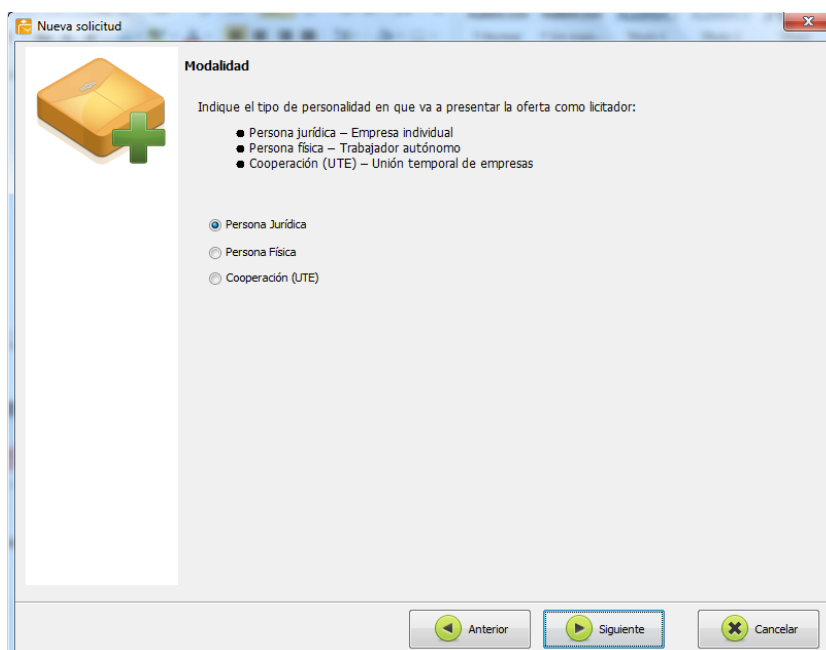 Nueva solicitud
Modalidad
Indique el tipo de personalidad en que va a presentar la oferta como licitador:
● Persona jurídica – Empresa individual
● Persona física – Trabajador autónomo
● Cooperación (UTE) – Unión temporal de empresas
Persona Jurídica
Persona Física
Cooperación (UTE)
Anterior
Siguiente
Cancelar